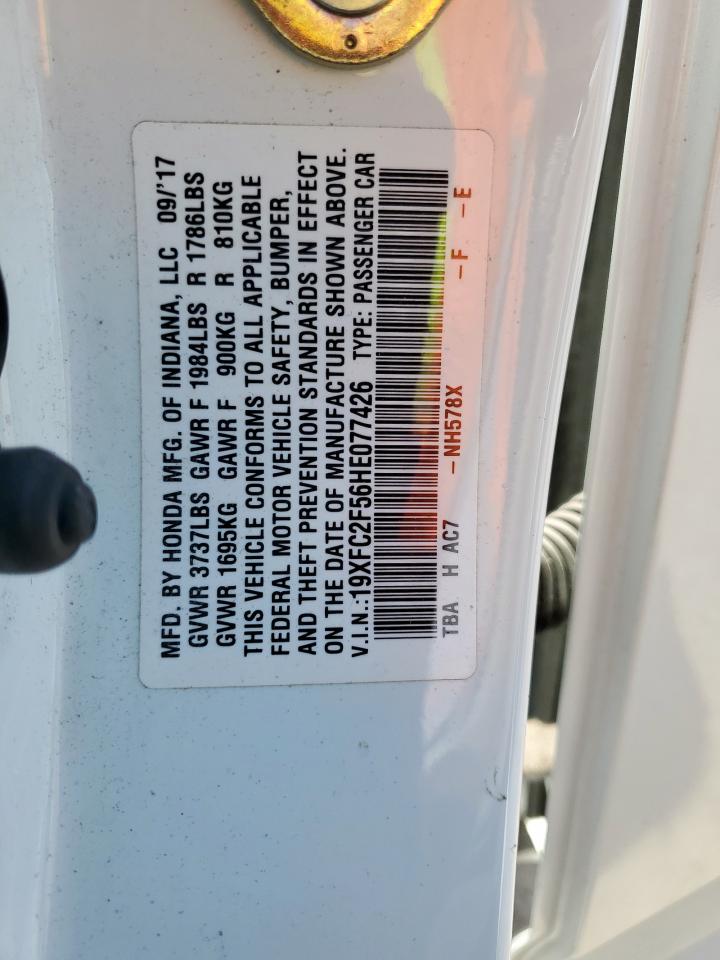 MFD. BY HONDA MFG. OF INDIANA, LLC 09/'17
GVWR 3737LBS GAWR F 1984LBS R 1786LBS
GVWR 1695KG GAWR F 900KG R 810KG
THIS VEHICLE CONFORMS TO ALL APPLICABLE
FEDERAL MOTOR VEHICLE SAFETY, BUMPER,
AND THEFT PREVENTION STANDARDS IN EFFECT
ON THE DATE OF MANUFACTURE SHOWN ABOVE.
V.I.N.:19XFC2F56HE077426 TYPE: PASSENGER CAR
TBA H AC7 -NH578X -F -E